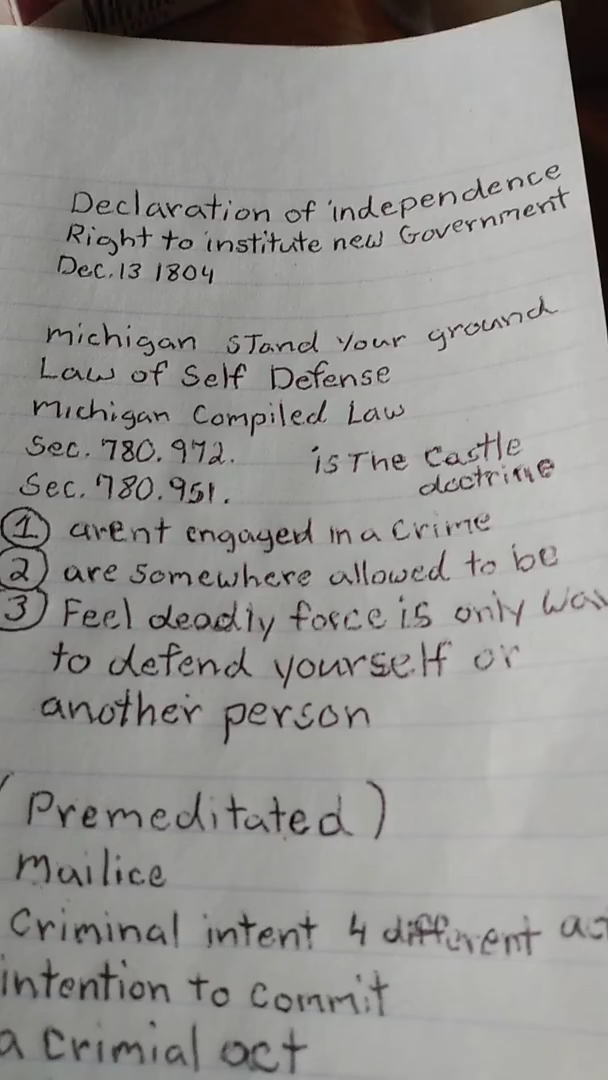 Declaration of independence
Right to institute new Government
Dec. 13 1804
michigan stand your ground
Law of Self Defense
Michigan Compiled Law
Sec. 780.972. is The Castle
Sec. 780.951. doctrine
1 arent engaged in a crime
2 are somewhere allowed to be
3 Feel deadly force is only way
to defend yourself or
another person
(Premeditated)
Mailice
Criminal intent 4 different
intention to commit
a crimial act